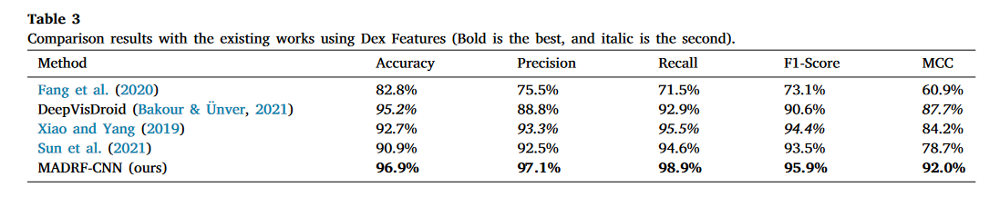 Table 3
Comparison results with the existing works using Dex Features (Bold is the best, and italic is the second).
Method Accuracy Precision Recall F1-Score MCC
Fang et al. (2020) 82.8% 75.5% 71.5% 73.1% 60.9%
DeepVisDroid (Bakour & Ünver, 2021) 95.2% 88.8% 92.9% 90.6% 87.7%
Xiao and Yang (2019) 92.7% 93.3% 95.5% 94.4% 84.2%
Sun et al. (2021) 90.9% 92.5% 94.6% 93.5% 78.7%
MADRF-CNN (ours) 96.9% 97.1% 98.9% 95.9% 92.0%